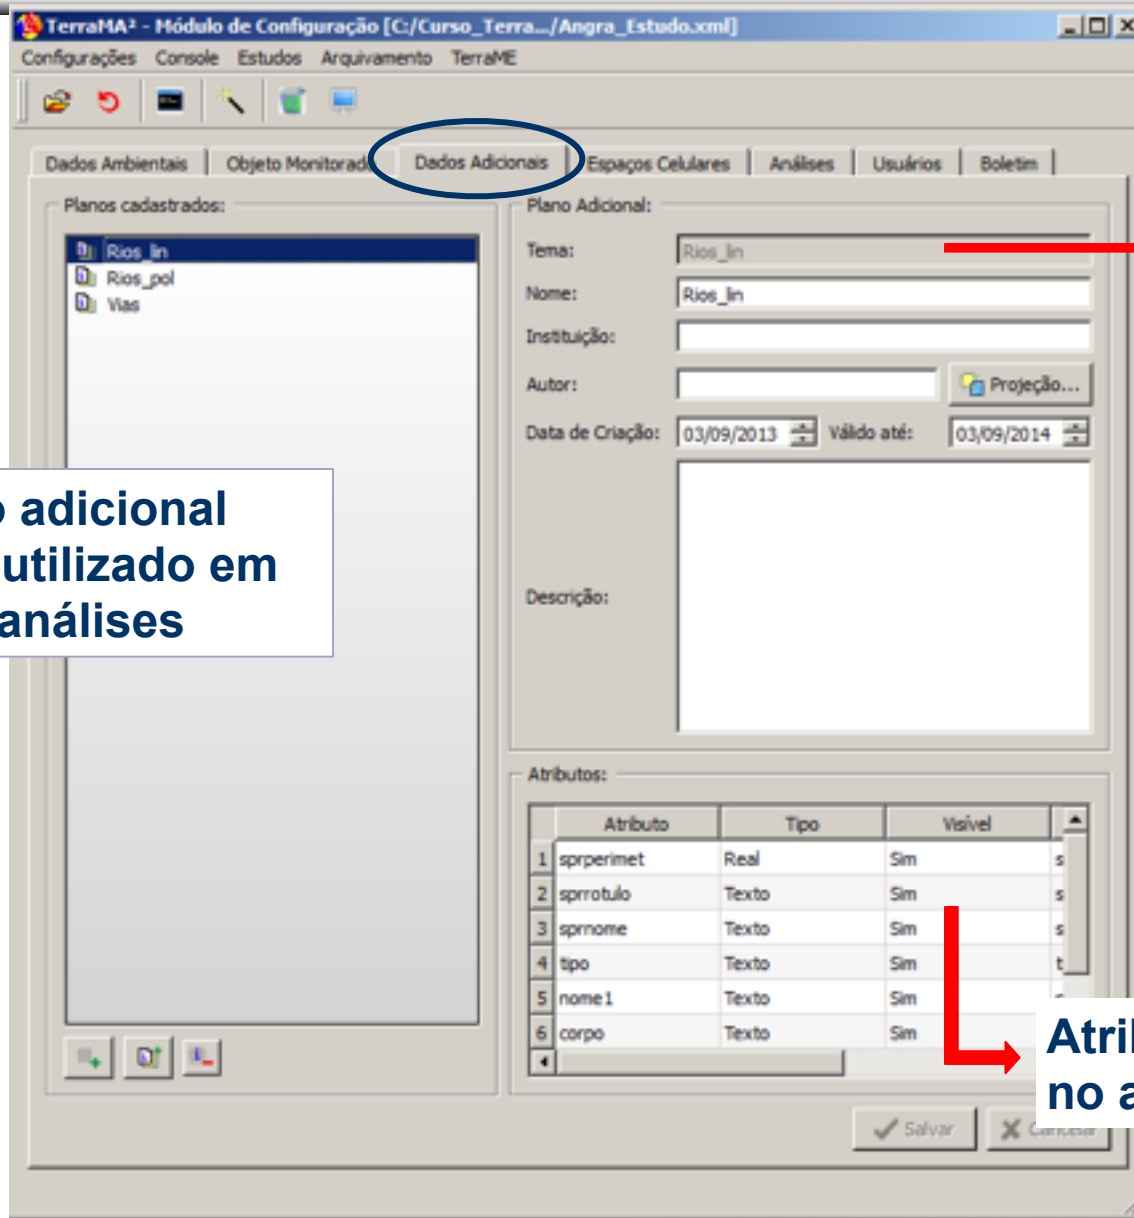 TerraMA² - Módulo de Configuração [C:/Curso_Terra.../Angra_Estudo.xml]
Configurações Console Estudos Arquivamento TerraME
Dados Ambientais Objeto Monitorado Dados Adicionais Espaços Celulares Análises Usuários Boletim
Planos cadastrados:
Rios_lin
Rios_pol
Vias
adicional
utilizado em
análises
Plano Adicional:
Tema: Rios_lin
Nome: Rios_lin
Instituição:
Autor: Projeção...
Data de Criação: 03/09/2013 Válido até: 03/09/2014
Descrição:
Atributos:
Atributo Tipo Visível
1 sprperimet Real Sim s
2 sprrotulo Texto Sim s
3 sprnome Texto Sim s
4 tipo Texto Sim t
5 nome1 Texto Sim
6 corpo Texto Sim
no
Salvar Cancelar